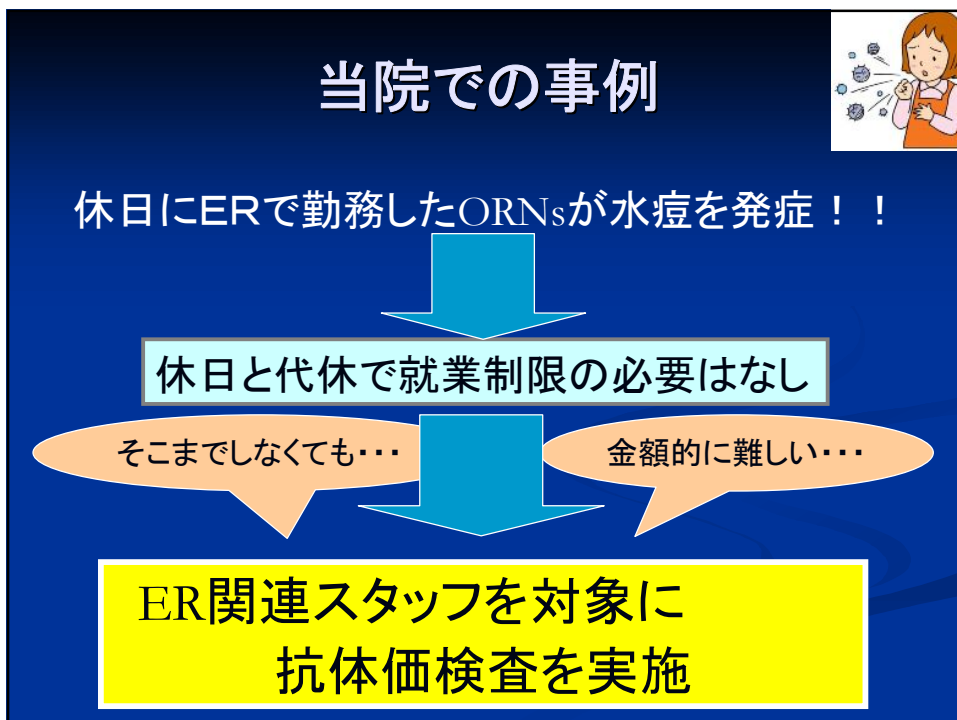 当院での事例
休日にERで勤務したORNsが水痘を発症！！
休日と代休で就業制限の必要はなし
そこまでしなくても・・・
金額的に難しい・・・
ER関連スタッフを対象に
抗体価検査を実施